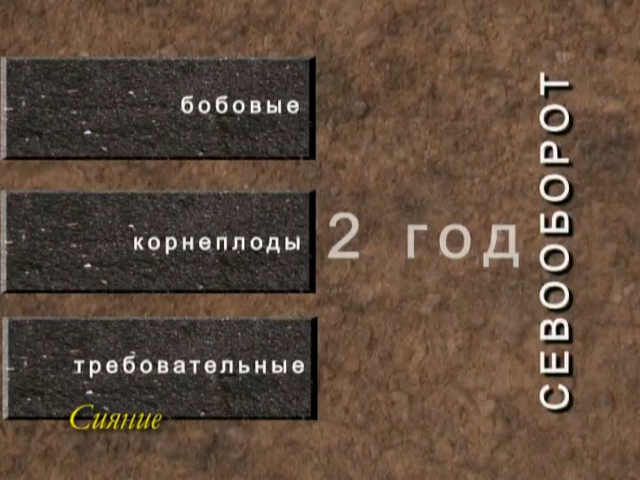 бобовые
корнеплоды
2 год
требовательные
Сияние
СЕВООБОРОТ